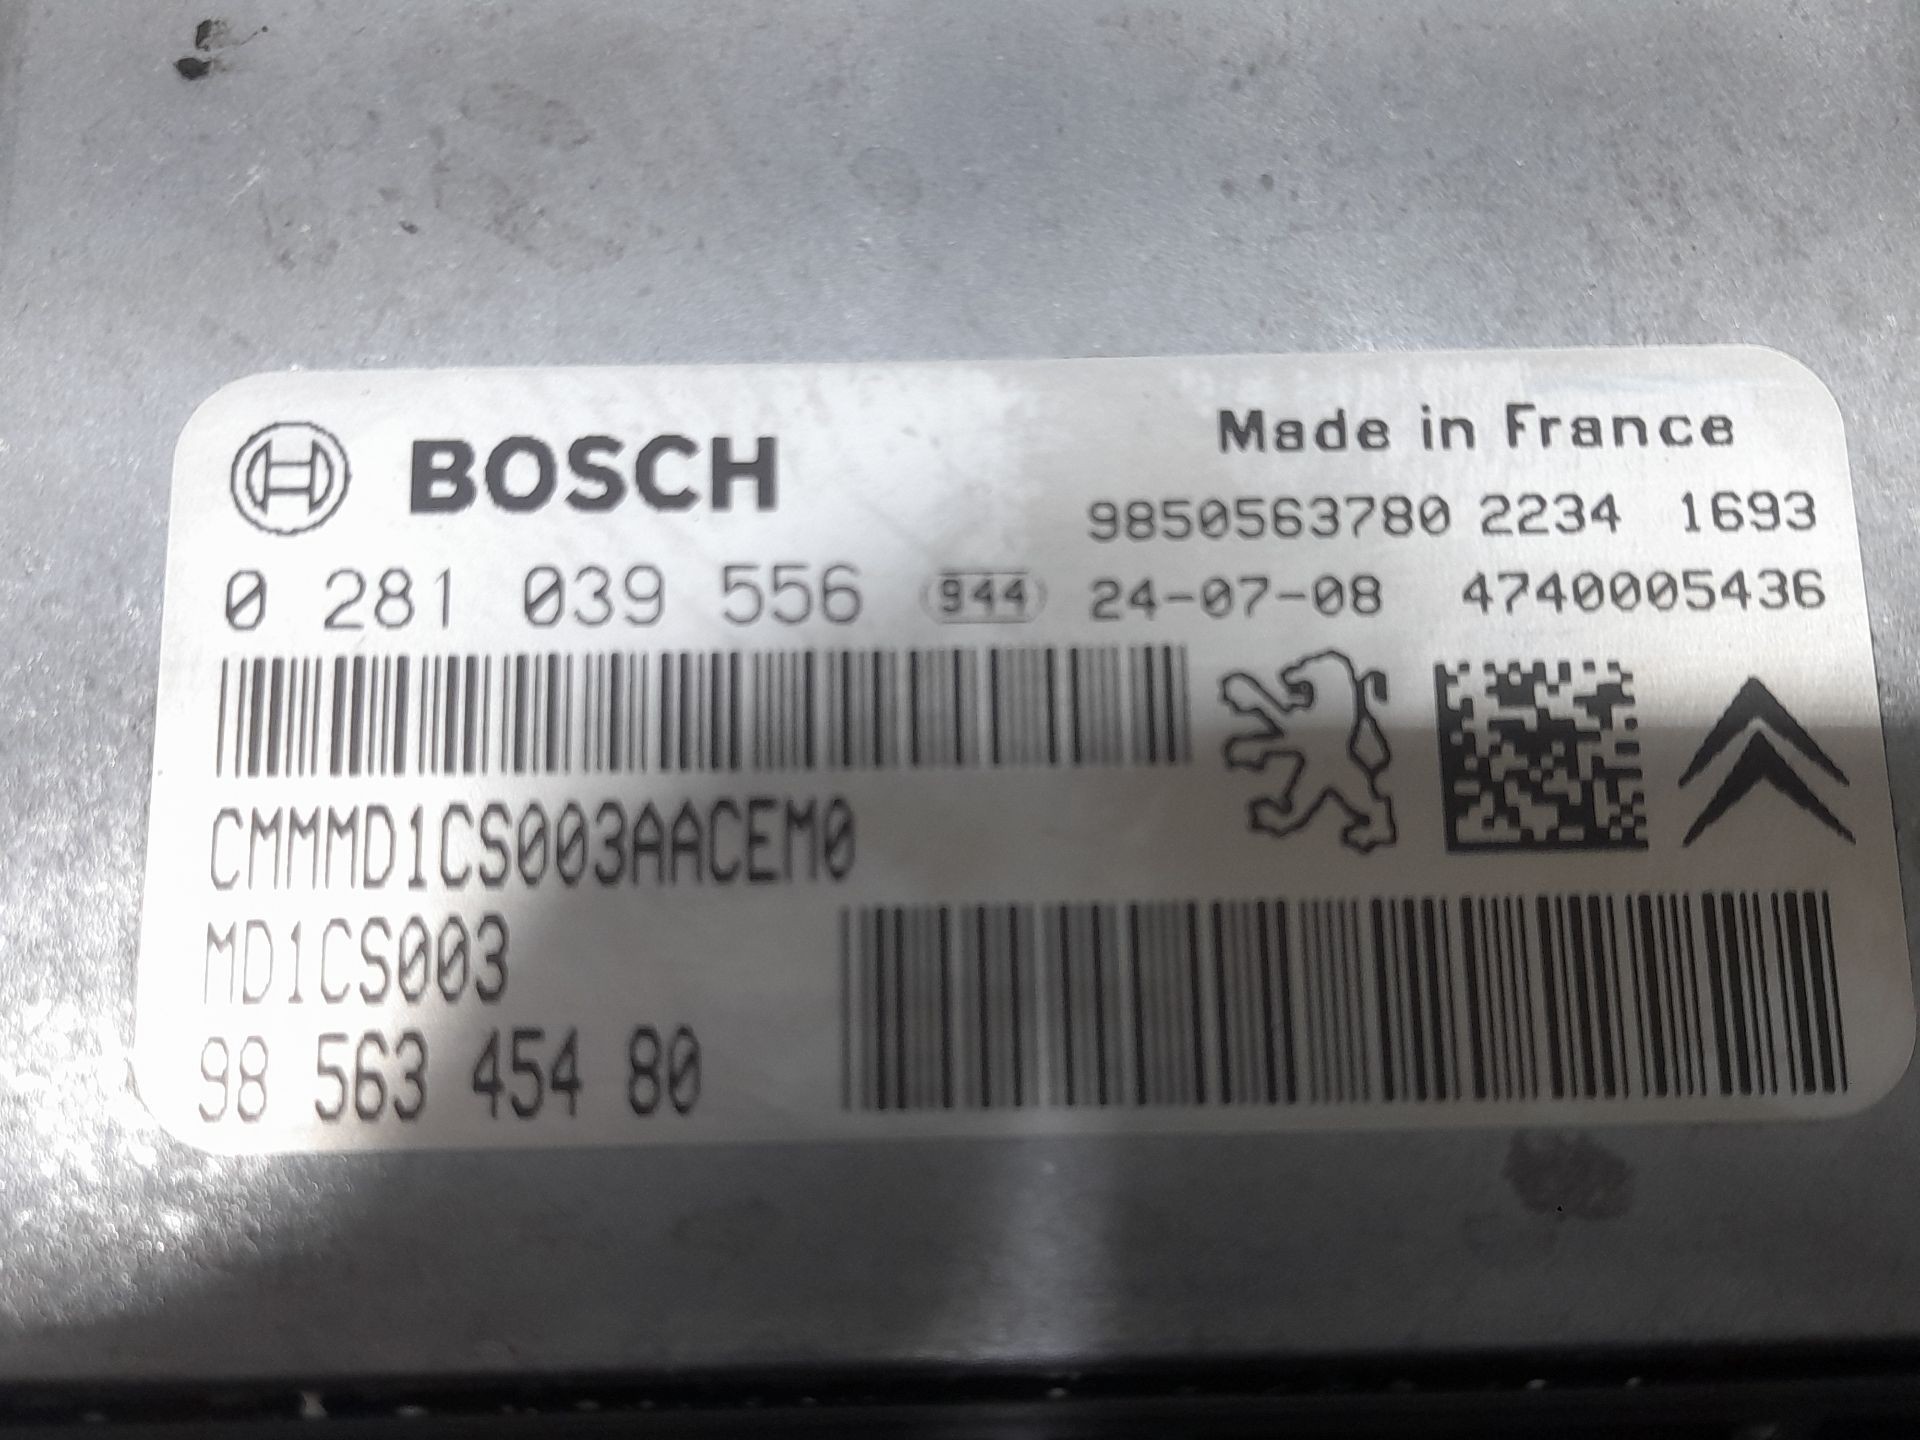 BOSCH
Made in France
9850563780 2234 1693
0 281 039 556 944 24-07-08 4740005436
CMMMD1CS003AACEM0
MD1CS003
98 563 454 80